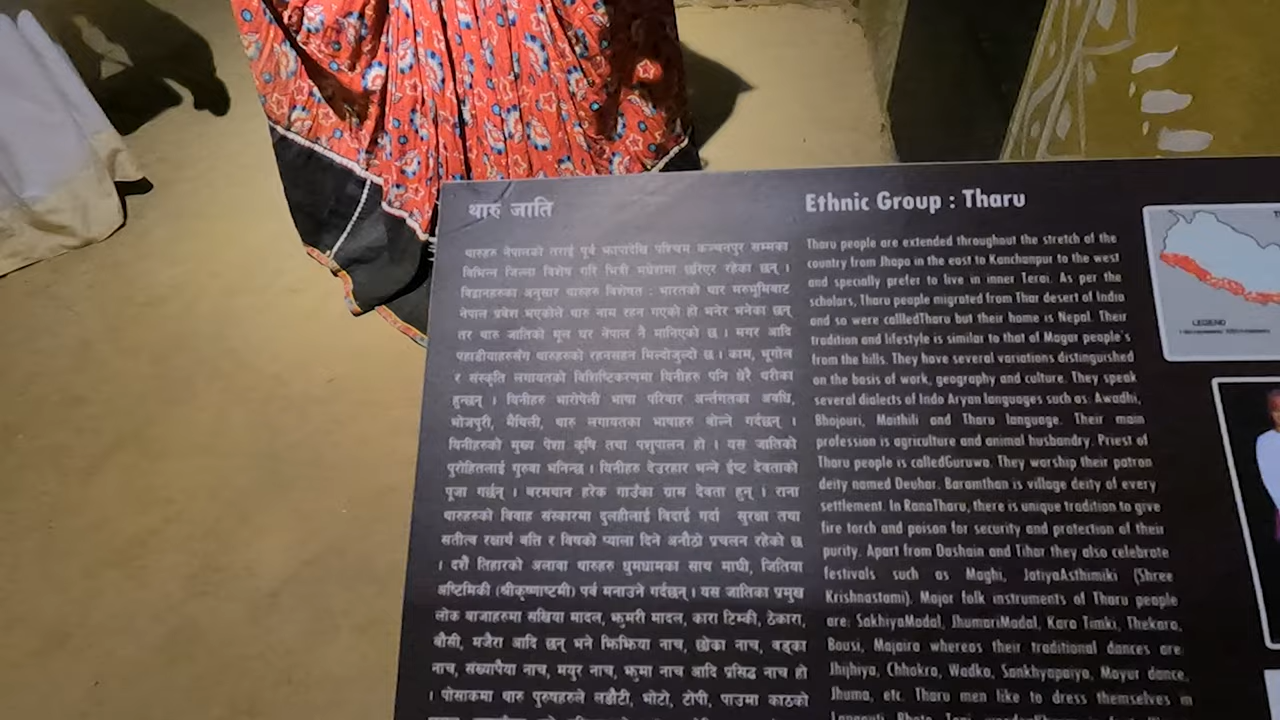 थारु जाति
थारुहरु नेपालको तराई पूर्व झापादेखि पश्चिम कञ्चनपुर सम्मका
विभिन्न जिल्ला विशेष गरि भित्री मधेशमा छरिएर रहेका छन् ।
विद्वानहरुका अनुसार थारुहरु विशेषत : भारतको थार मरुभूमिबाट
नेपाल प्रवेश भएकोले थारु नाम रहन गएको हो भनेर भनेका छन्
तर थारु जातिको मूल घर नेपाल नै मानिएको छ । मगर आदि
पहाडीयाहरुसँग थारुहरुको रहनसहन मिल्दोजुल्दो छ । काम, भूगोल
र संस्कृति लगायतको विशिष्टिकरणमा यिनीहरु पनि धेरै थरीका
हुन्छन् । यिनीहरु भारोपेली भाषा परिवार अर्न्तगतका अवधि,
भोजपुरी, मैथिली, थारु लगायतका भाषाहरु बोल्ने गर्दछन् ।
यिनीहरुको मुख्य पेशा कृषि तथा पशुपालन हो । यस जातिको
पुरोहितलाई गुरुवा भनिन्छ । यिनीहरु देउरहार भन्ने ईष्ट देवताको
पूजा गर्छन् । बरमथान हरेक गाउँका ग्राम देवता हुन् । राना
थारुहरुको विवाह संस्कारमा दुलहीलाई विदाई गर्दा सुरक्षा तथा
सतीत्व रक्षार्थ बति र विषको प्याला दिने अनौठो प्रचलन रहेको छ
। दशैं तिहारको अलावा थारुहरु धुमधामका साथ माघी, जितिया
अष्टिमिकी (श्रीकृष्णाष्टमी) पर्व मनाउने गर्दछन् । यस जातिका प्रमुख
लोक बाजाहरुमा सखिया मादल, झुमरी मादल, कारा टिम्की, ठेकारा,
बौसी, मजैरा आदि छन् भने झिझिया नाच, छोका नाच, वड्का
नाच, संख्यापैया नाच, मयुर नाच, झुमा नाच आदि प्रसिद्ध नाच हो
। पोसाकमा थारु पुरुषहरुले लङौटी, भोटो, टोपी, पाउमा काठको
Ethnic Group : Tharu
Tharu people are extended throughout the stretch of the
country from Jhapa in the east to Kanchanpur to the west
and specially prefer to live in inner Terai. As per the
scholars, Tharu people migrated from Thar desert of India
and so were callledTharu but their home is Nepal. Their
tradition and lifestyle is similar to that of Magar people's
from the hills. They have several variations distinguished
on the basis of work, geography and culture. They speak
several dialects of Indo Aryan languages such as: Awadhi,
Bhojouri, Maithili and Tharu language. Their main
profession is agriculture and animal husbandry. Priest of
Tharu people is calledGuruwa. They worship their patron
deity named Deuhar. Baramthan is village deity of every
settlement. In RanaTharu, there is unique tradition to give
fire torch and poison for security and protection of their
purity. Apart from Dashain and Tihar they also celebrate
festivals such as Maghi, JatiyaAsthimiki (Shree
Krishnastami). Major folk instruments of Tharu people
are: SakhiyaMadal, JhumariMadal, Kara Timki, Thekara,
Bausi, Majaira whereas their traditional dances are
Jhijhiya, Chhokra, Wadka, Sankhyapaiya, Mayur dance,
Jhuma, etc. Tharu men like to dress themselves in
LEGEND